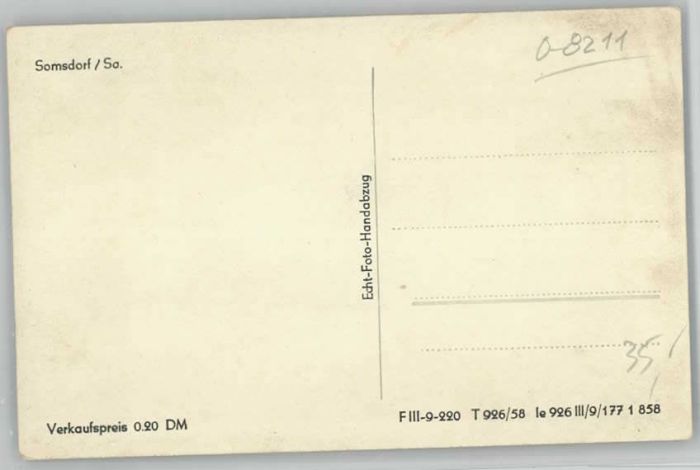 Somsdorf / Sa.
0-8211
Echt-Foto-Handabzug
35,
Verkaufspreis 0.20 DM
F III-9-220 T 926/58 Ie 926 III/9/177 1 858